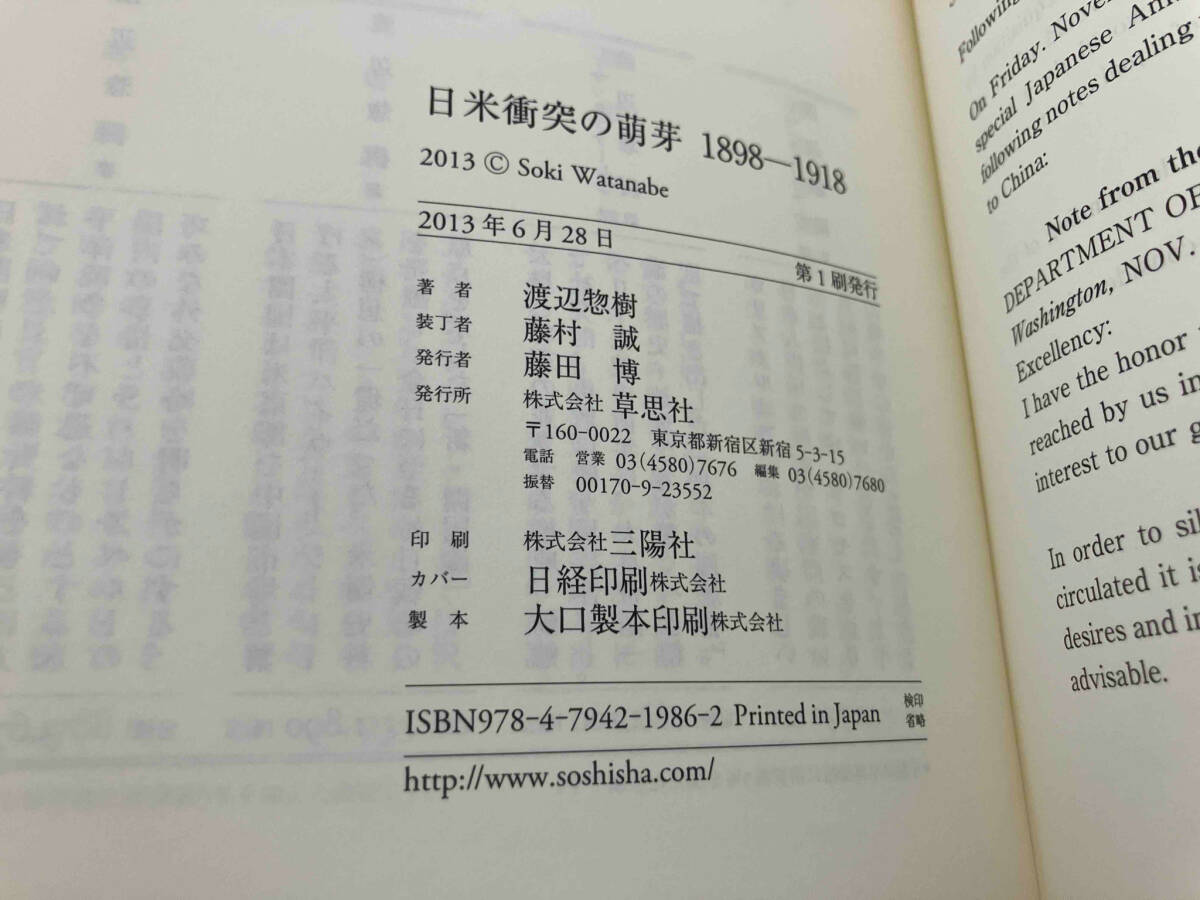 日米衝突の萌芽 1898—1918
2013 © Soki Watanabe
2013年6月28日 第1刷発行
著者 渡辺惣樹
装丁者 藤村 誠
発行者 藤田 博
発行所 株式会社 草思社
〒160-0022 東京都新宿区新宿 5-3-15
電話 営業 03(4580)7676 編集 03(4580)7680
振替 00170-9-23552
印刷 株式会社 三陽社
カバー 日経印刷株式会社
製本 大口製本印刷株式会社
ISBN978-4-7942-1986-2 Printed in Japan 検印省略
http://www.soshisha.com/
Following
On Friday. Novem
special Japanese Am
following notes dealing
to China:
Note from the
DEPARTMENT OF
Washington, NOV.
Excellency:
I have the honor
reached by us in
interest to our g
In order to sil
circulated it is
desires and in
advisable.